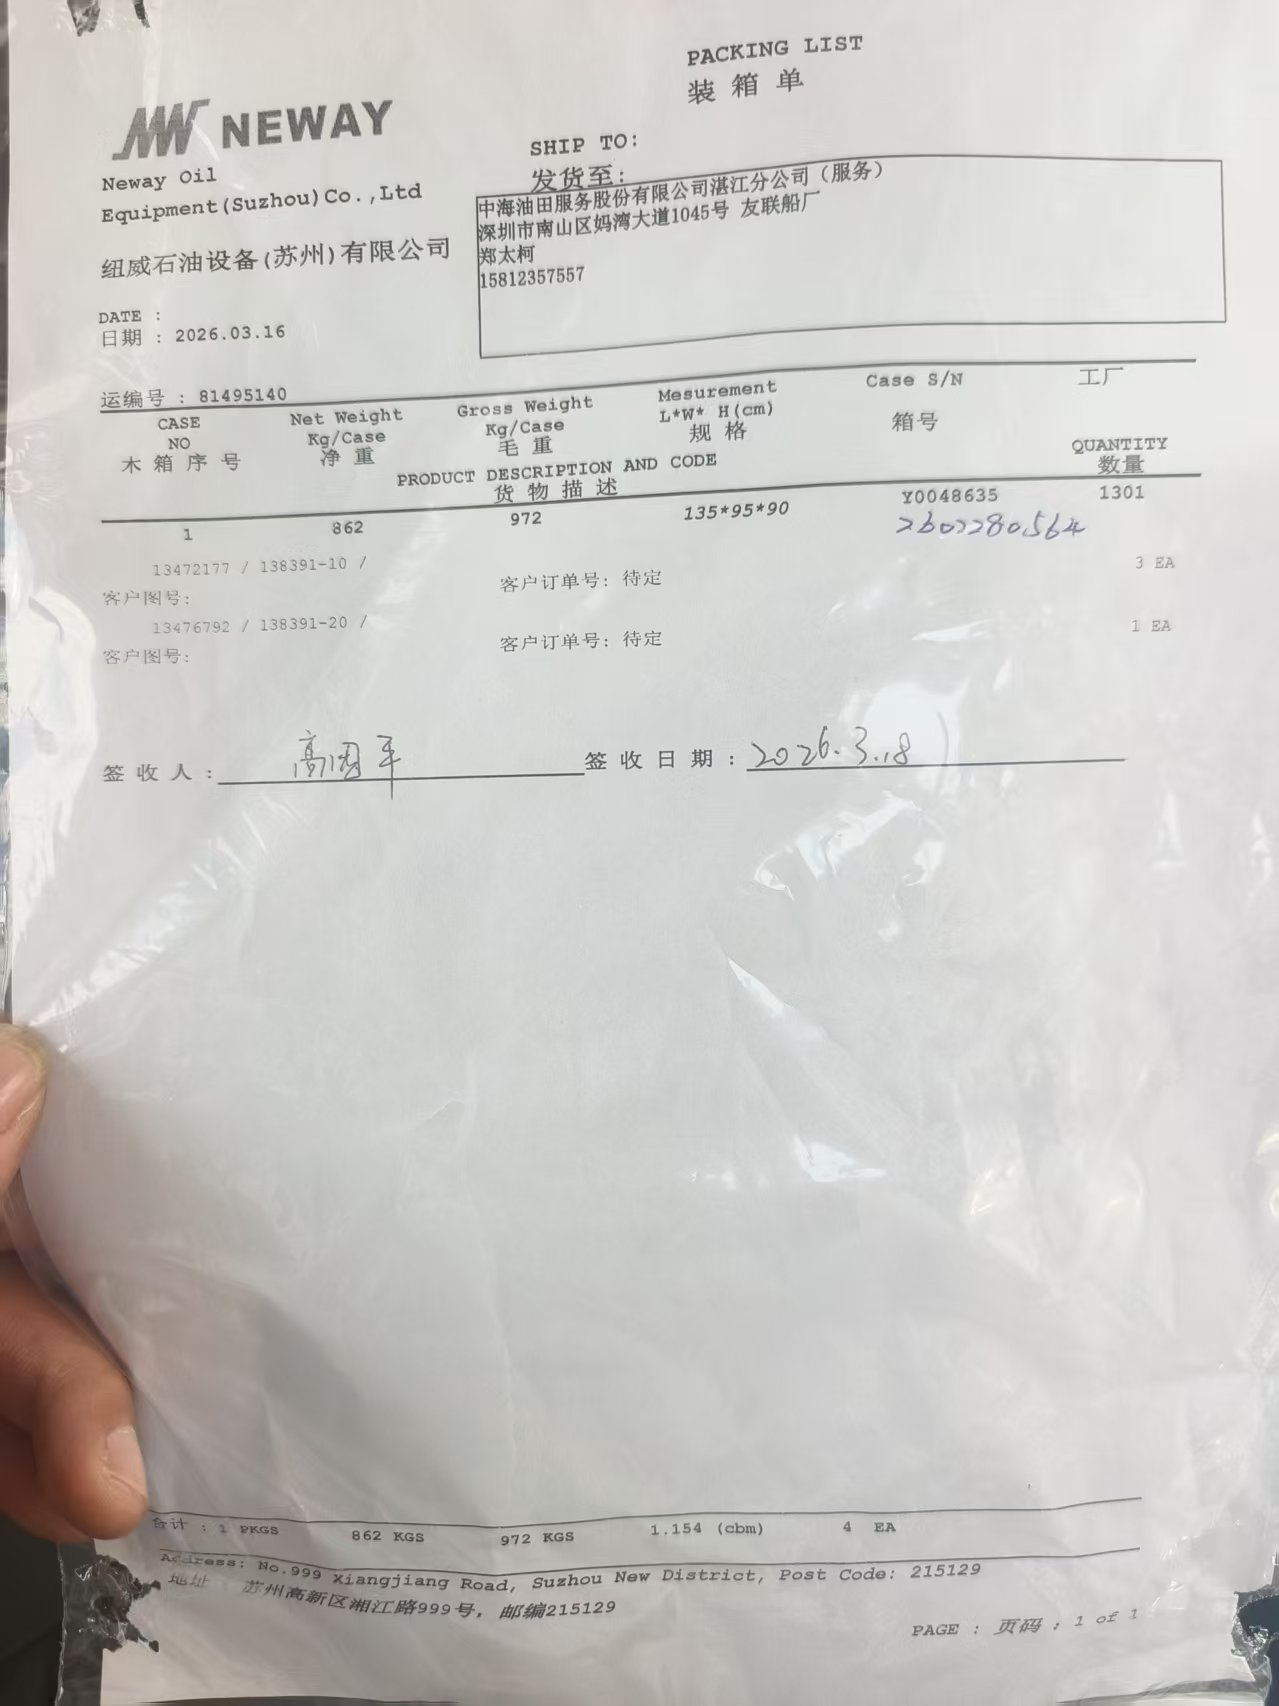 PACKING LIST
装 箱 单
NEWAY
Neway Oil
Equipment(Suzhou)Co.,Ltd
纽威石油设备(苏州)有限公司
SHIP TO:
发货至:
中海油田服务股份有限公司湛江分公司（服务）
深圳市南山区妈湾大道1045号 友联船厂
郑太柯
15812357557
DATE :
日期 : 2026.03.16
运编号 : 81495140
CASE NO 木 箱 序 号
Net Weight Kg/Case 净 重
Gross Weight Kg/Case 毛 重
Mesurement L*W* H(cm) 规 格
Case S/N 箱号
工厂
QUANTITY 数量
PRODUCT DESCRIPTION AND CODE
货 物 描 述
1 862 972 135*95*90 Y0048635 1301
2602280564
13472177 / 138391-10 / 3 EA
客户图号: 客户订单号: 待定
13476792 / 138391-20 / 1 EA
客户图号: 客户订单号: 待定
签 收 人 : 高 平 签 收 日 期 : 2026.3.18
合计 : 1 PKGS 862 KGS 972 KGS 1.154 (cbm) 4 EA
Address: No.999 Xiangjiang Road, Suzhou New District, Post Code: 215129
地址 : 苏州高新区湘江路999号, 邮编215129
PAGE : 页码 : 1 of 1